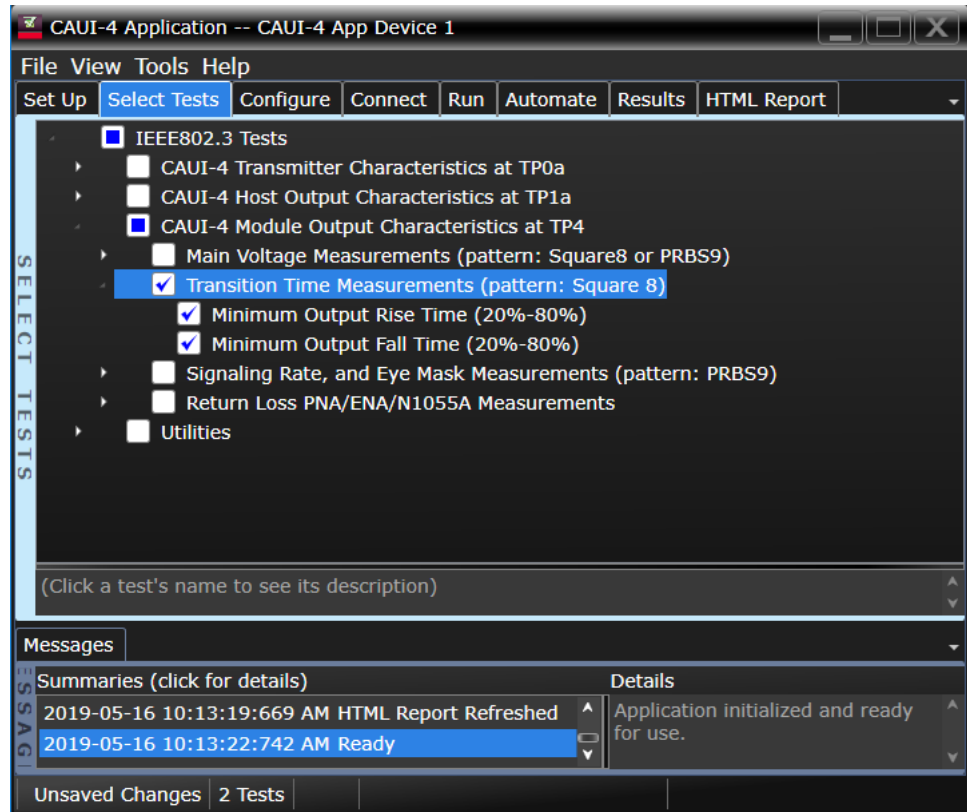 CAUI-4 Application -- CAUI-4 App Device 1
File View Tools Help
Set Up Select Tests Configure Connect Run Automate Results HTML Report
SELECT TESTS
IEEE802.3 Tests
CAUI-4 Transmitter Characteristics at TP0a
CAUI-4 Host Output Characteristics at TP1a
CAUI-4 Module Output Characteristics at TP4
Main Voltage Measurements (pattern: Square8 or PRBS9)
Transition Time Measurements (pattern: Square 8)
Minimum Output Rise Time (20%-80%)
Minimum Output Fall Time (20%-80%)
Signaling Rate, and Eye Mask Measurements (pattern: PRBS9)
Return Loss PNA/ENA/N1055A Measurements
Utilities
(Click a test's name to see its description)
Messages
Summaries (click for details) Details
2019-05-16 10:13:19:669 AM HTML Report Refreshed
2019-05-16 10:13:22:742 AM Ready
Application initialized and ready
for use.
Unsaved Changes 2 Tests